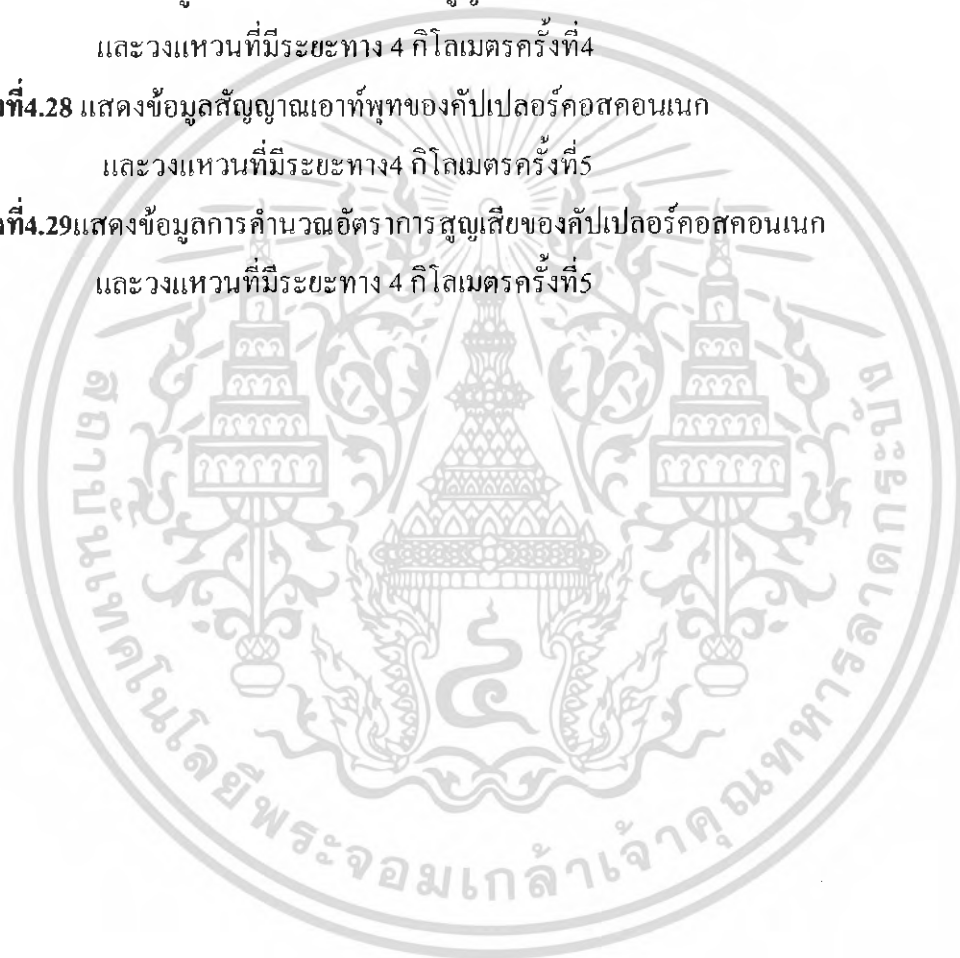 และวงแหวนที่มีระยะทาง 4 กิโลเมตรครั้งที่4
ที่4.28 แสดงข้อมูลสัญญาณเอาท์พุทของคัปเปลอร์คอสคอนเนก
และวงแหวนที่มีระยะทาง4 กิโลเมตรครั้งที่5
ที่4.29แสดงข้อมูลการคำนวณอัตราการสูญเสียของคัปเปลอร์คอสคอนเนก
และวงแหวนที่มีระยะทาง 4 กิโลเมตรครั้งที่5
สถาบันเทคโนโลยีพระจอมเกล้าเจ้าคุณทหารลาดกระบัง